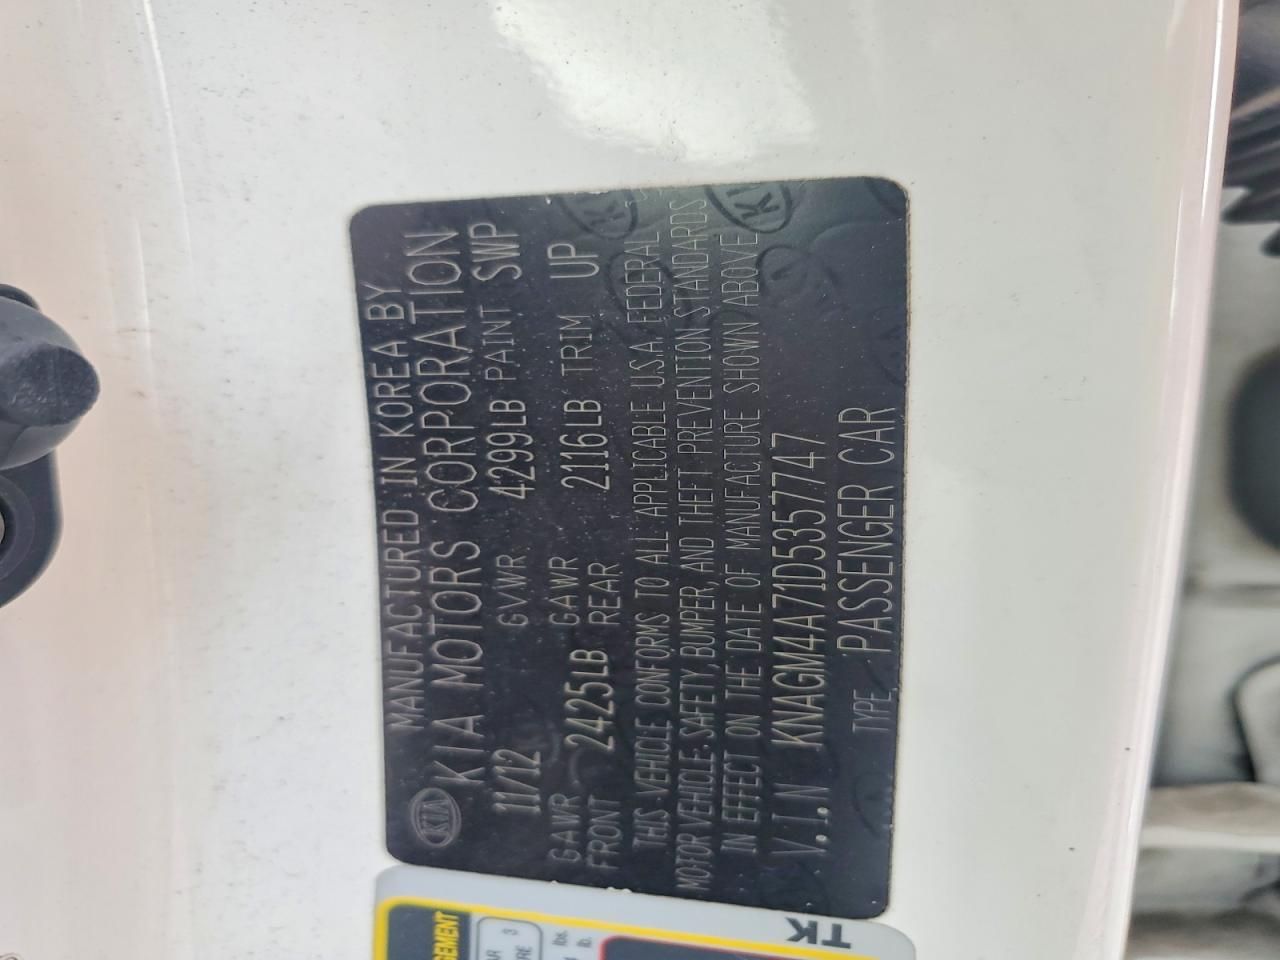 MANUFACTURED IN KOREA BY
KIA KIA MOTORS CORPORATION
11/12 GVWR 4299LB PAINT SWP
GAWR FRONT 2425LB GAWR REAR 2116LB TRIM UP
THIS VEHICLE CONFORMS TO ALL APPLICABLE U.S.A FEDERAL
MOTOR VEHICLE: SAFETY, BUMPER, AND THEFT PREVENTION STANDARDS
IN EFFECT ON THE DATE OF MANUFACTURE SHOWN ABOVE
V.I.N KNAGM4A71D5357747
TYPE PASSENGER CAR
TK